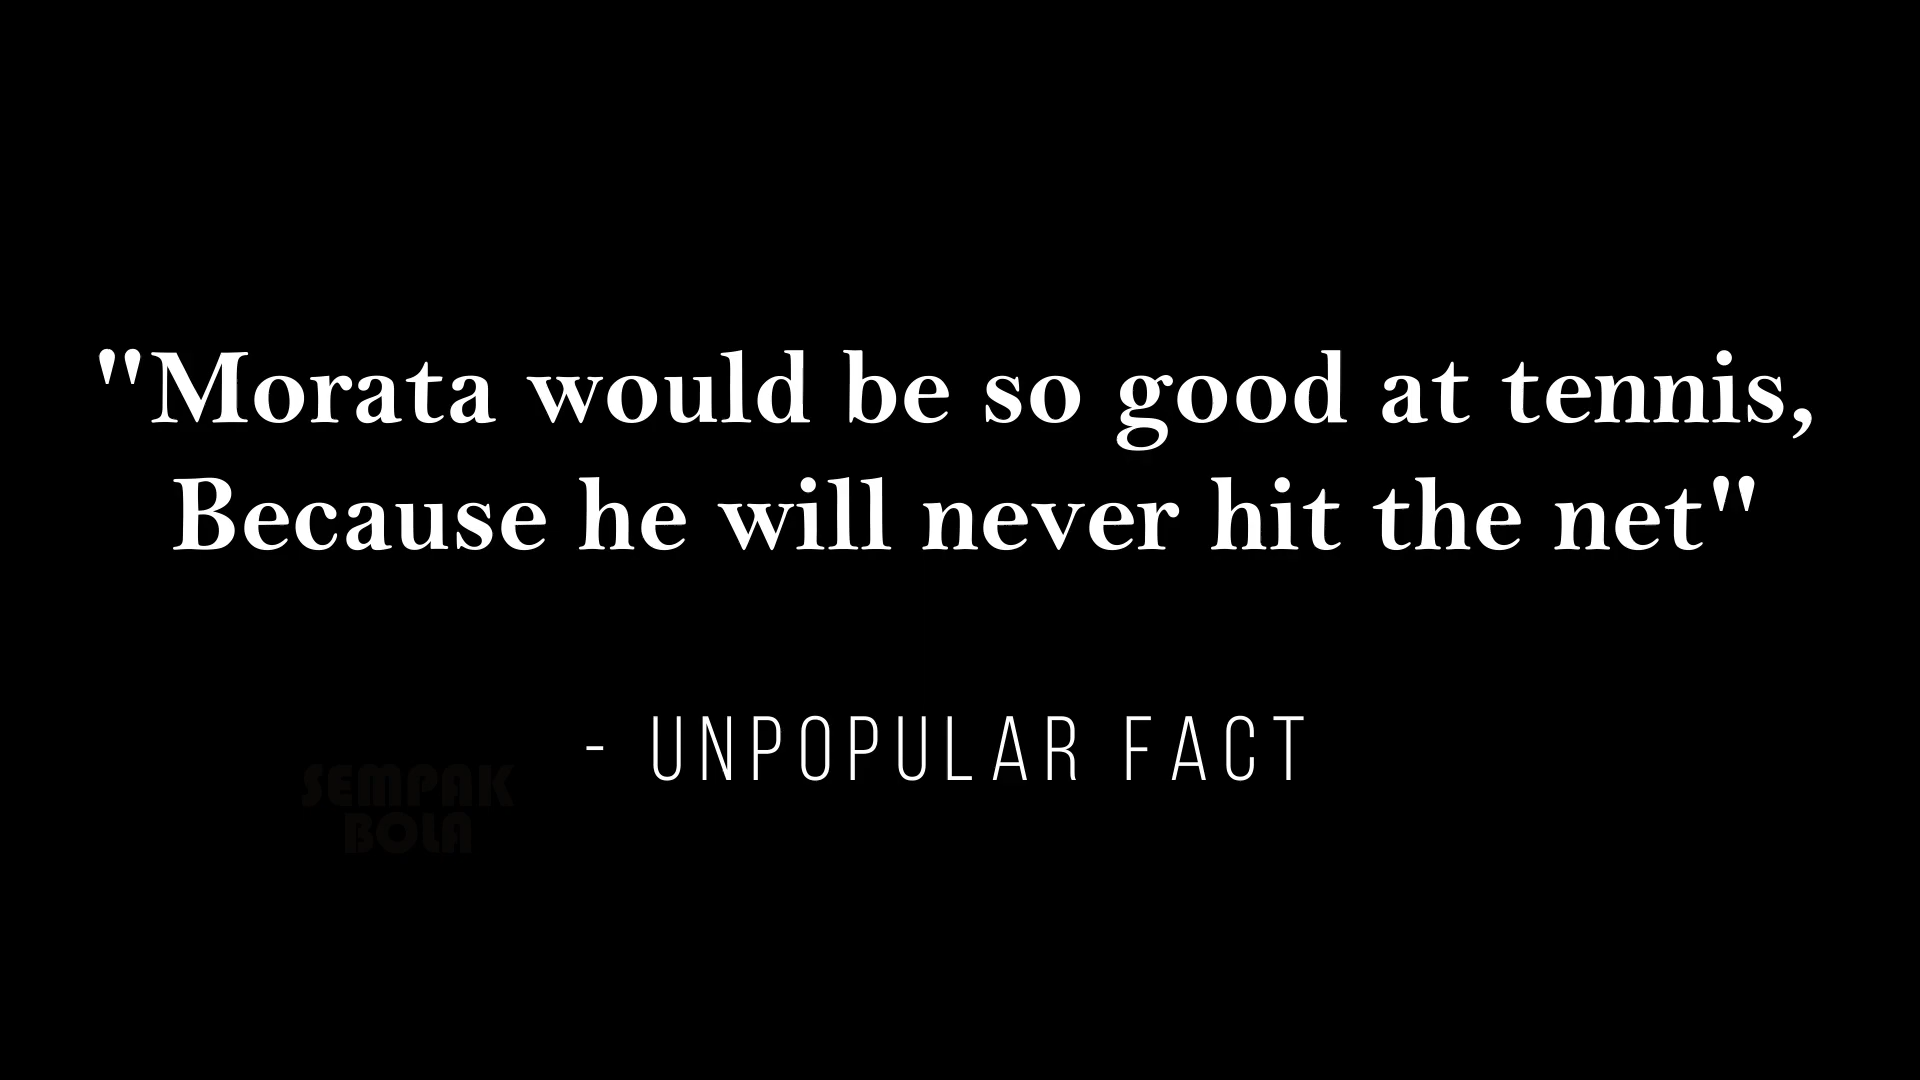 "Morata would be so good at tennis,
Because he will never hit the net"
- UNPOPULAR FACT
SEMPAK
BOLA